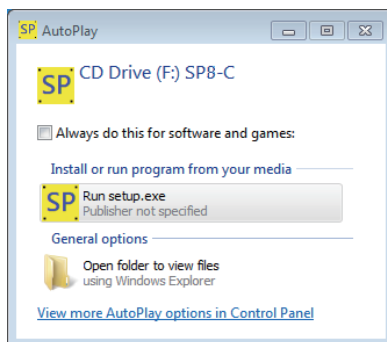 SP AutoPlay
SP CD Drive (F:) SP8-C
Always do this for software and games:
Install or run program from your media
SP Run setup.exe
Publisher not specified
General options
Open folder to view files
using Windows Explorer
View more AutoPlay options in Control Panel